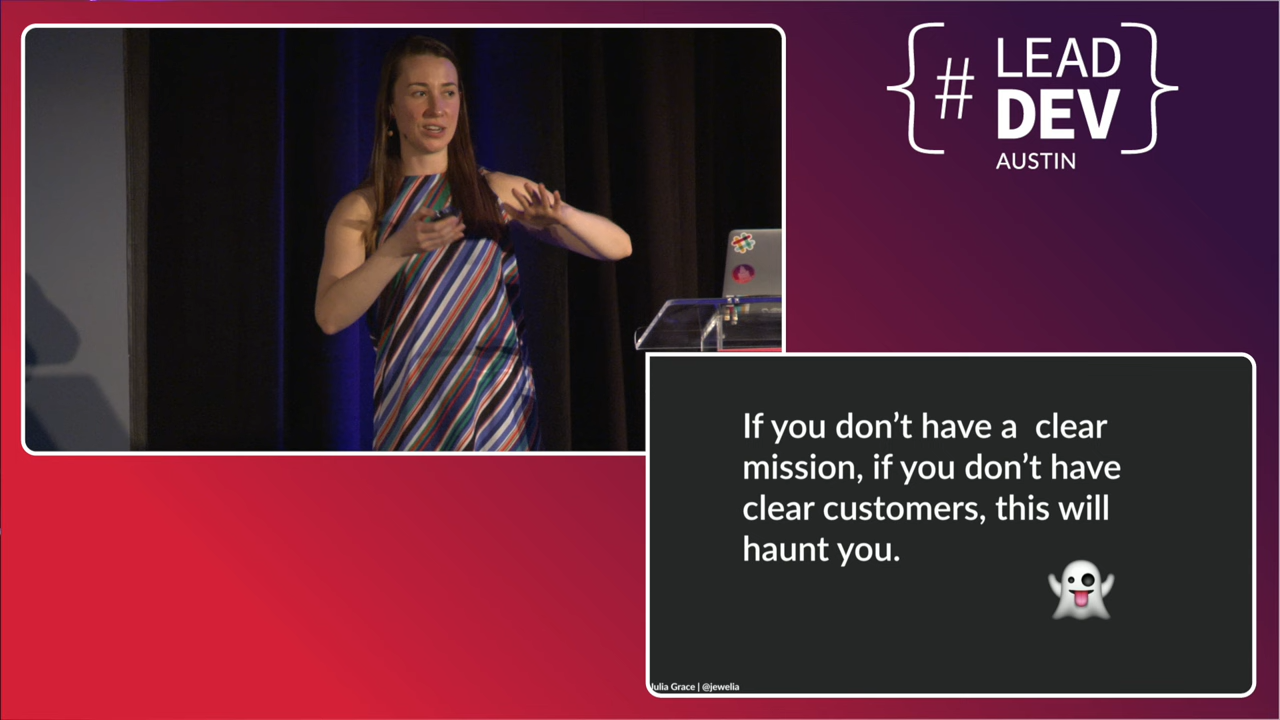 # LEAD
DEV
AUSTIN
If you don’t have a clear
mission, if you don’t have
clear customers, this will
haunt you.
Julia Grace | @jewelia